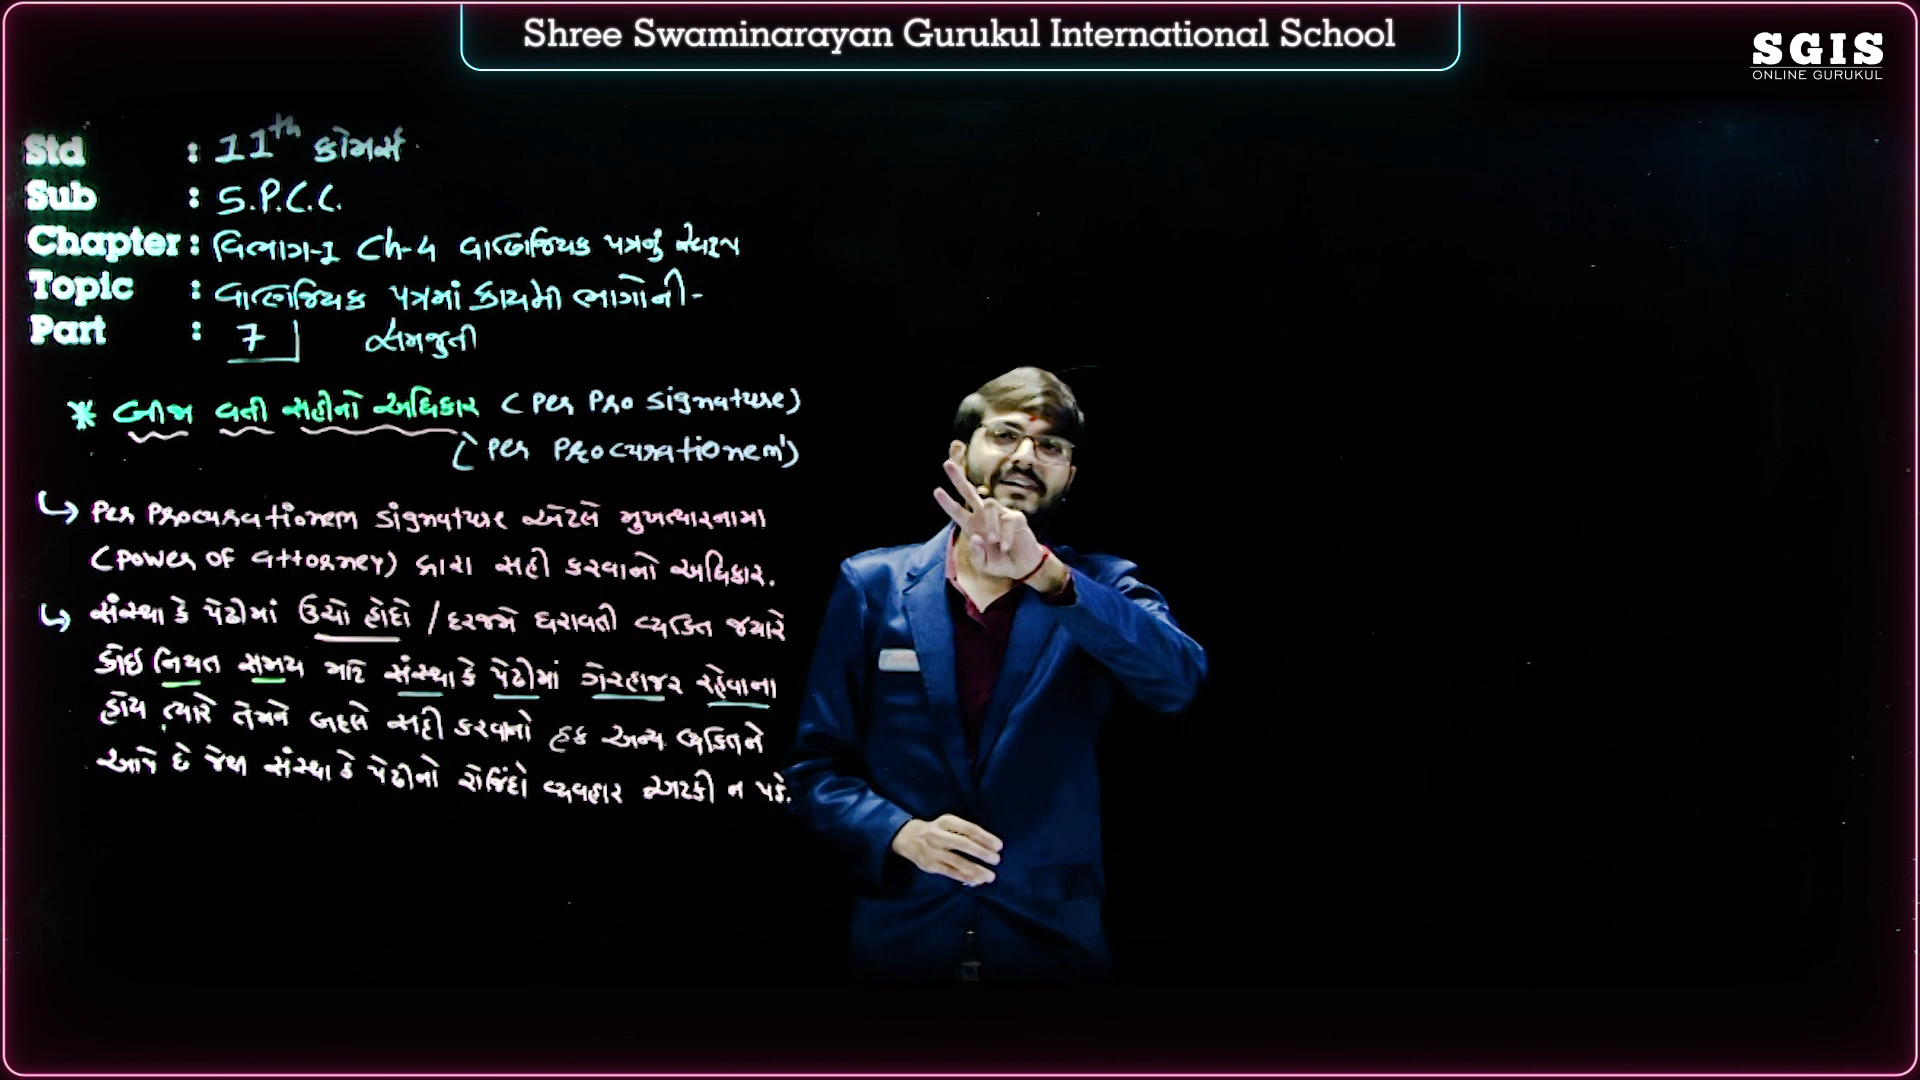 Shree Swaminarayan Gurukul International School
SGIS
ONLINE GURUKUL
Std : 11th કોમર્સ
Sub : S.P.C.C.
Chapter : વિભાગ-1 Ch-4 વાણિજ્યિક પત્રનું સ્વરૂપ
Topic : વાણિજ્યિક પત્રમાં કાયમી ભાગોની-
Part : 7 સમજુતી
* બીજા વતી સહીનો અધિકાર (Per Pro Signature)
(Per Procurationem)
↳ Per Procurationem Signature એટલે મુખત્યારનામા
(Power of Attorney) દ્વારા સહી કરવાનો અધિકાર.
↳ સંસ્થા કે પેઢીમાં ઉચો હોદો / દરજ્જો ધરાવતી વ્યક્તિ જયારે
કોઇ નિયત સમય માટે સંસ્થા કે પેઢીમાં ગેરહાજર રહેવાના
હોય ત્યારે તેમને બદલે સહી કરવાનો હક અન્ય વ્યક્તિને
આપે છે જેથી સંસ્થા કે પેઢીનો રોજિંદો વ્યવહાર અટકી ન પડે.